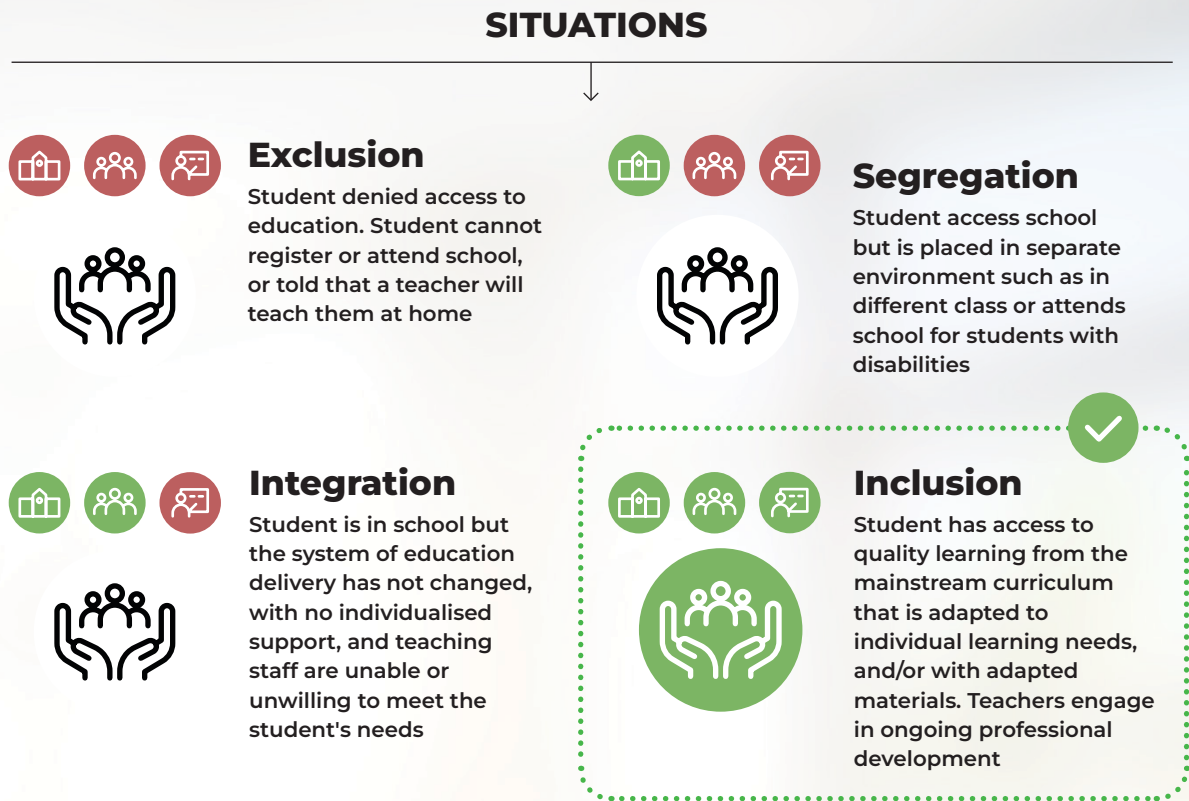 SITUATIONS
Exclusion
Student denied access to
education. Student cannot
register or attend school,
or told that a teacher will
teach them at home
Segregation
Student access school
but is placed in separate
environment such as in
different class or attends
school for students with
disabilities
Integration
Student is in school but
the system of education
delivery has not changed,
with no individualised
support, and teaching
staff are unable or
unwilling to meet the
student's needs
Inclusion
Student has access to
quality learning from the
mainstream curriculum
that is adapted to
individual learning needs,
and/or with adapted
materials. Teachers engage
in ongoing professional
development